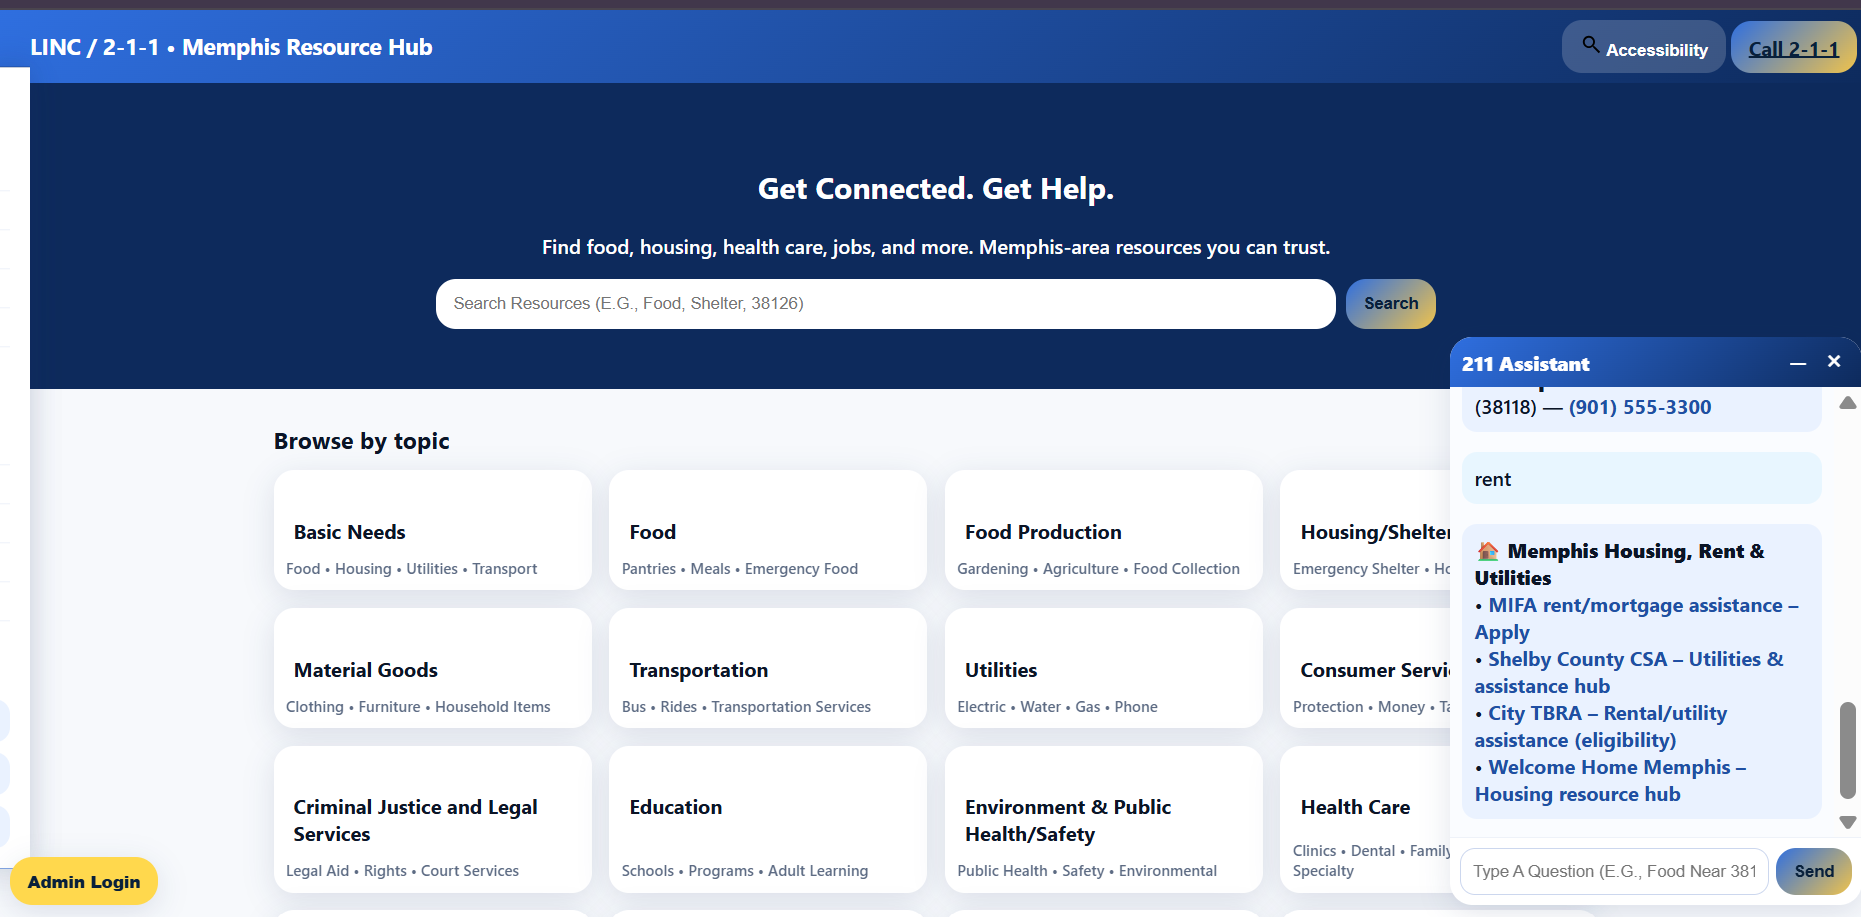 LINC / 2-1-1 • Memphis Resource Hub
Accessibility
Call 2-1-1
Get Connected. Get Help.
Find food, housing, health care, jobs, and more. Memphis-area resources you can trust.
Search Resources (E.G., Food, Shelter, 38126)
Search
Browse by topic
Basic Needs
Food • Housing • Utilities • Transport
Food
Pantries • Meals • Emergency Food
Food Production
Gardening • Agriculture • Food Collection
Housing/Shelter
Emergency Shelter •
Material Goods
Clothing • Furniture • Household Items
Transportation
Bus • Rides • Transportation Services
Utilities
Electric • Water • Gas • Phone
Consumer
Protection • Money •
Criminal Justice and Legal
Services
Legal Aid • Rights • Court Services
Education
Schools • Programs • Adult Learning
Environment & Public
Health/Safety
Public Health • Safety • Environmental
Health Care
Clinics • Dental • Family
Specialty
Admin Login
211 Assistant
(38118) — (901) 555-3300
rent
🏠 Memphis Housing, Rent &
Utilities
• MIFA rent/mortgage assistance –
Apply
• Shelby County CSA – Utilities &
assistance hub
• City TBRA – Rental/utility
assistance (eligibility)
• Welcome Home Memphis –
Housing resource hub
Type A Question (E.G., Food Near 381
Send